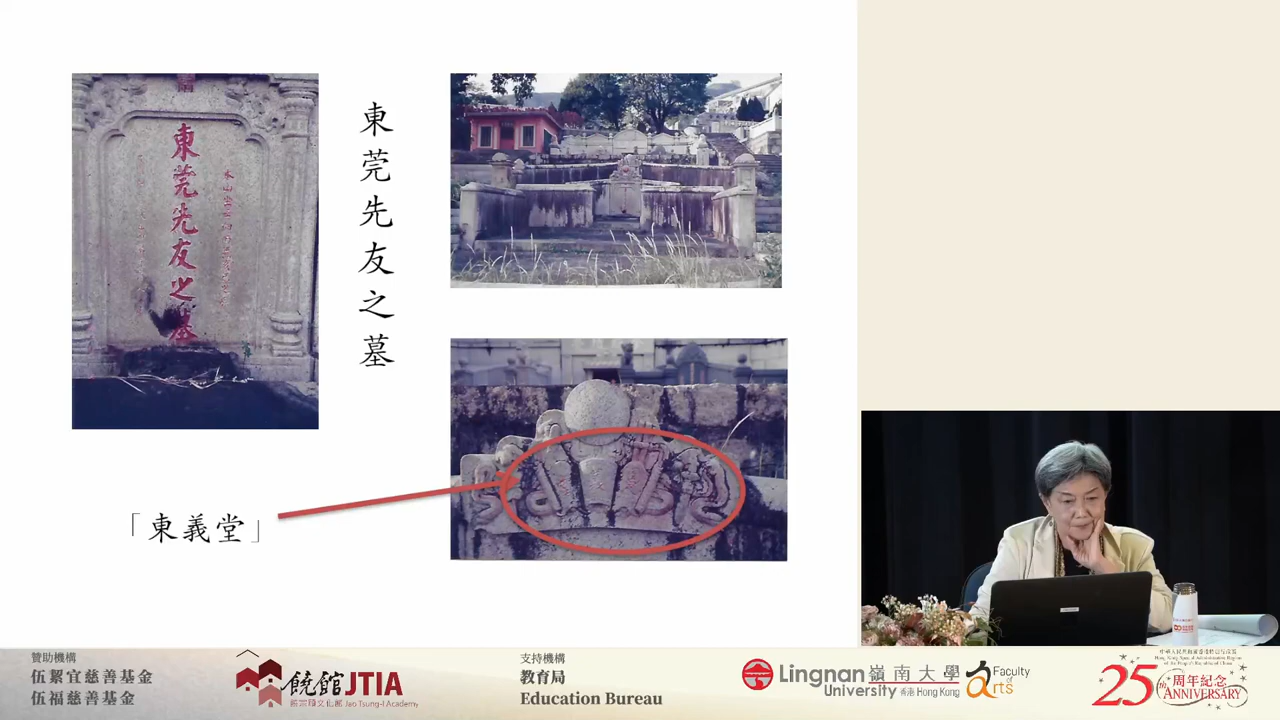 東莞先友之墓
東莞先友之墓
「東義堂」
贊助機構
伍絜宜慈善基金
伍福慈善基金
饒館JTIA
饒宗頤文化館 Jao Tsung-I Academy
支持機構
教育局
Education Bureau
Lingnan 嶺南大學
University 香港 Hong Kong
Faculty of Arts
25th 周年紀念
ANNIVERSARY